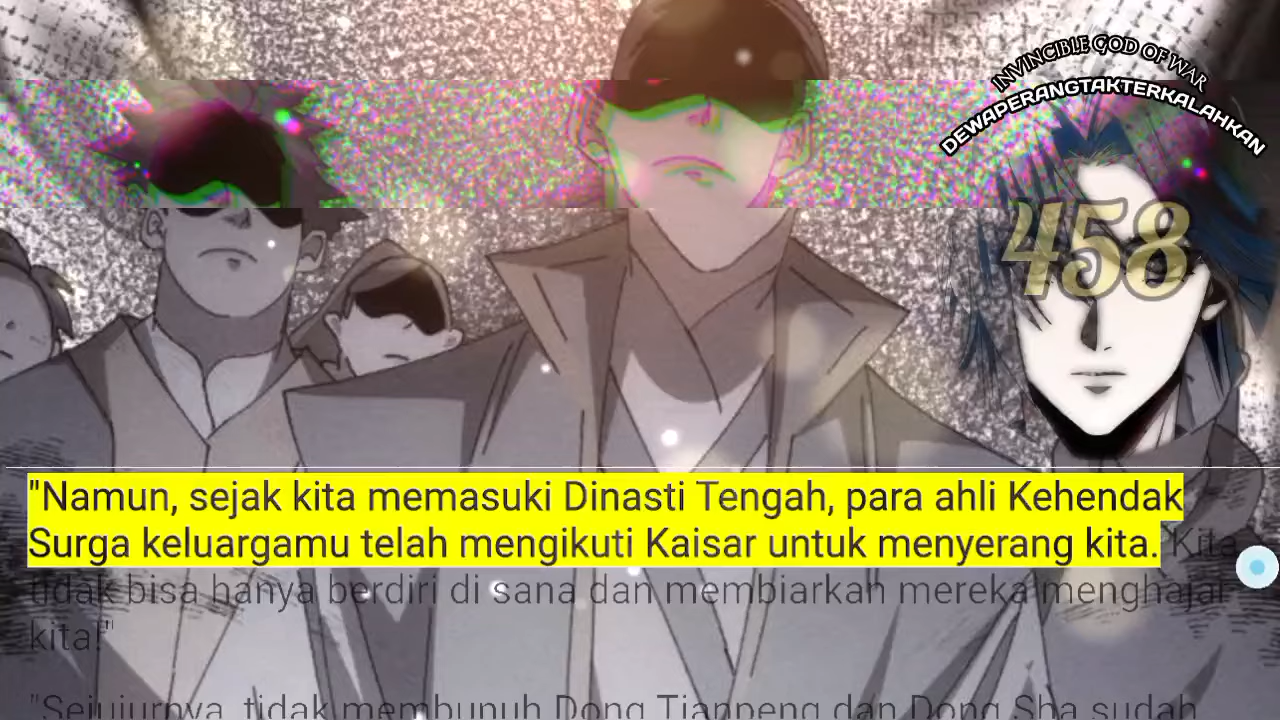 INVINCIBLE GOD OF WAR
DEWAPERANGTAKTERKALAHKAN
458
"Namun, sejak kita memasuki Dinasti Tengah, para ahli Kehendak
Surga keluargamu telah mengikuti Kaisar untuk menyerang kita. Kita
tidak bisa hanya berdiri di sana dan membiarkan mereka menghajar
kita!"
"Sejujurnya, tidak membunuh Dong Tianpeng dan Dong Sha sudah